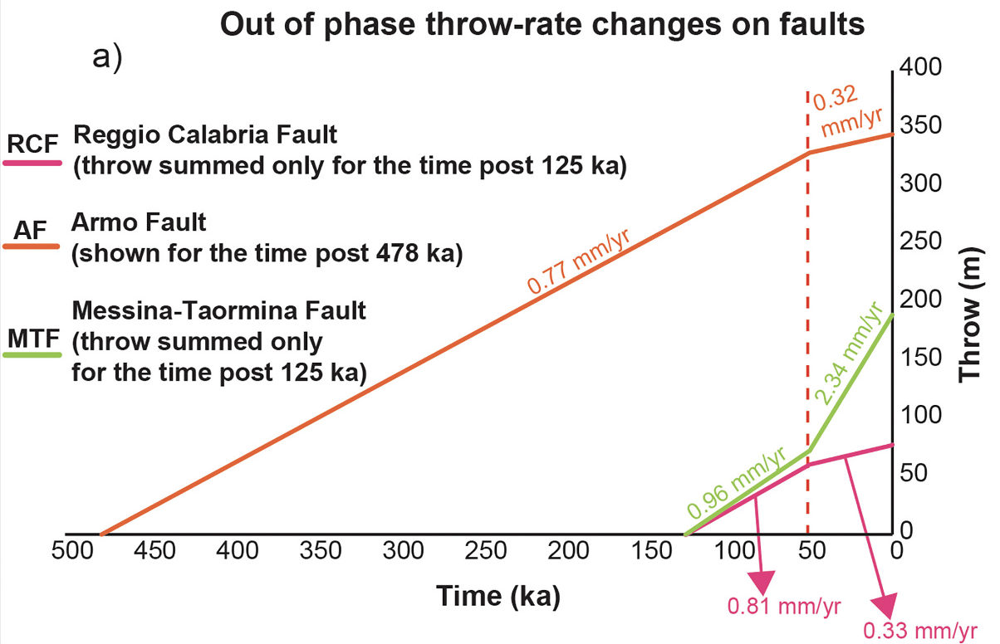 Out of phase throw-rate changes on faults
a)
RCF
Reggio Calabria Fault
(throw summed only for the time post 125 ka)
AF
Armo Fault
(shown for the time post 478 ka)
MTF
Messina-Taormina Fault
(throw summed only
for the time post 125 ka)
0.77 mm/yr
0.32
mm/yr
0.96 mm/yr
2.34 mm/yr
0.81 mm/yr
0.33 mm/yr
400
350
300
250
200
150
100
50
0
Throw (m)
500 450 400 350 300 250 200 150 100 50 0
Time (ka)